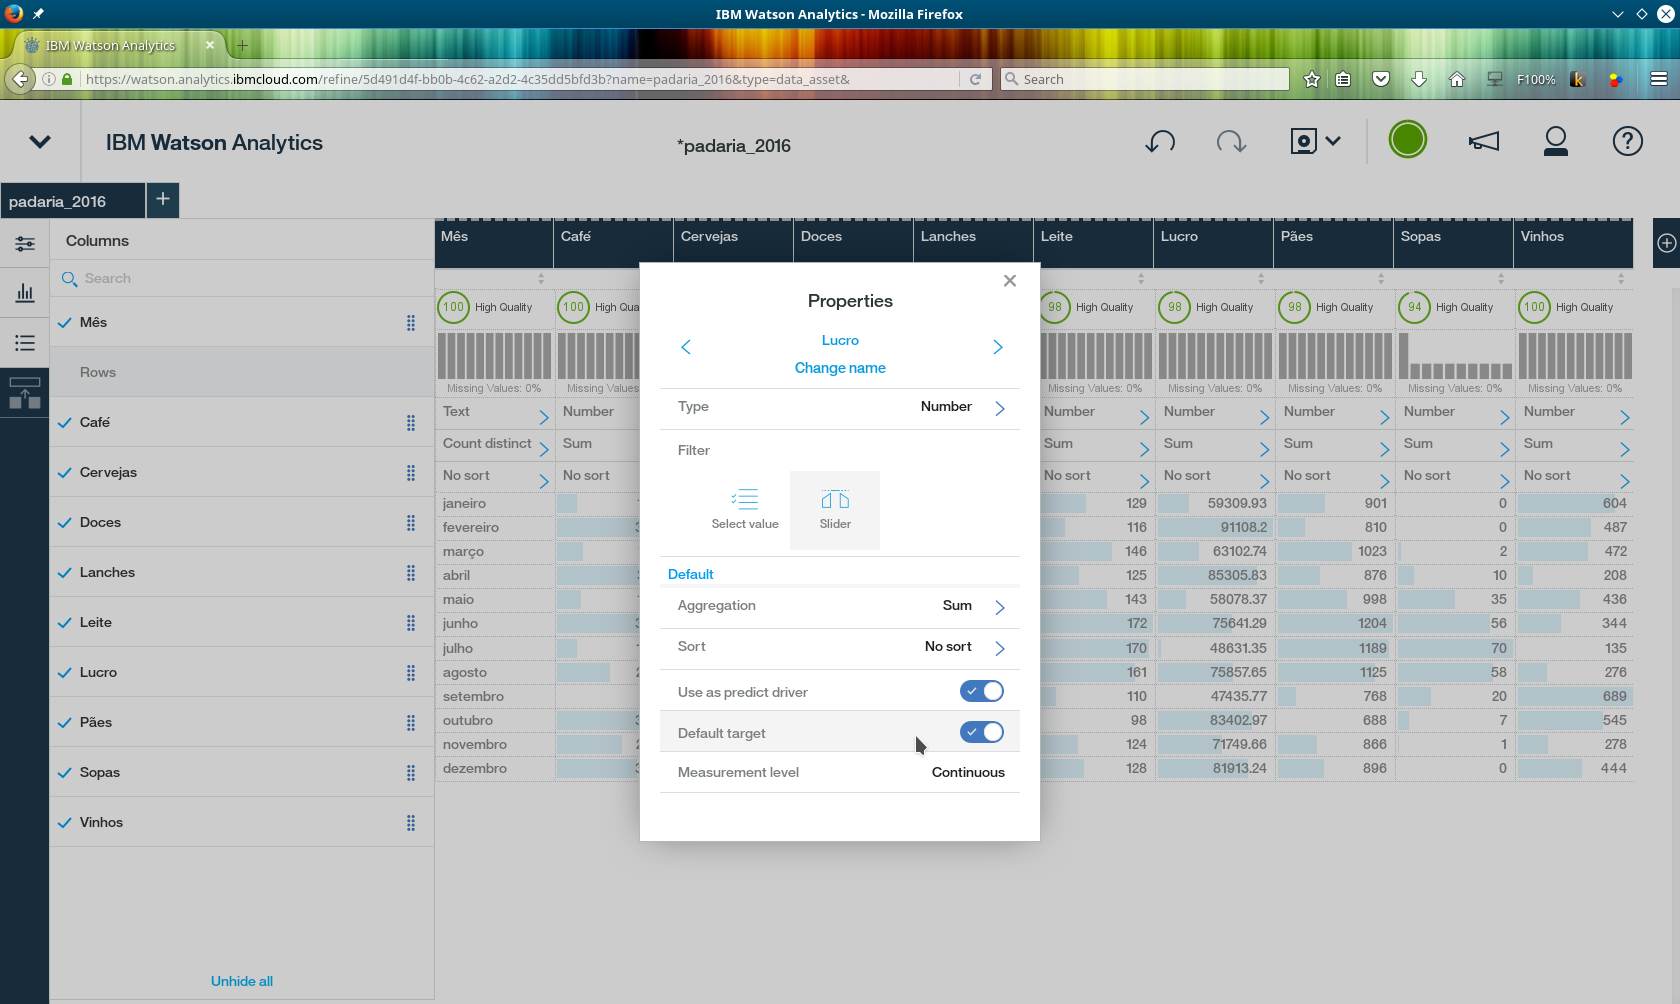 IBM Watson Analytics - Mozilla Firefox
IBM Watson Analytics
https://watson.analytics.ibmcloud.com/refine/5d491d4f-bb0b-4c62-a2d2-4c35dd5bfd3b?name=padaria_2016&type=data_asset&
Search
F100%
IBM Watson Analytics
*padaria_2016
padaria_2016
Columns
Search
Mês
Rows
Café
Cervejas
Doces
Lanches
Leite
Lucro
Pães
Sopas
Vinhos
Unhide all
Mês Café Cervejas Doces Lanches Leite Lucro Pães Sopas Vinhos
100 High Quality 100 High Qua 98 High Quality 98 High Quality 98 High Quality 94 High Quality 100 High Quality
Missing Values: 0% Missing Values: 0% Missing Values: 0% Missing Values: 0% Missing Values: 0% Missing Values: 0%
Text Number Number Number Number Number Number
Count distinct Sum Sum Sum Sum Sum Sum
No sort No sort No sort No sort No sort No sort No sort
janeiro 129 59309.93 901 0 604
fevereiro 116 91108.2 810 0 487
março 146 63102.74 1023 2 472
abril 125 85305.83 876 10 208
maio 143 58078.37 998 35 436
junho 172 75641.29 1204 56 344
julho 170 48631.35 1189 70 135
agosto 161 75857.65 1125 58 276
setembro 110 47435.77 768 20 689
outubro 98 83402.97 688 7 545
novembro 124 71749.66 866 1 278
dezembro 128 81913.24 896 0 444
Properties
Lucro
Change name
Type Number
Filter
Select value Slider
Default
Aggregation Sum
Sort No sort
Use as predict driver
Default target
Measurement level Continuous